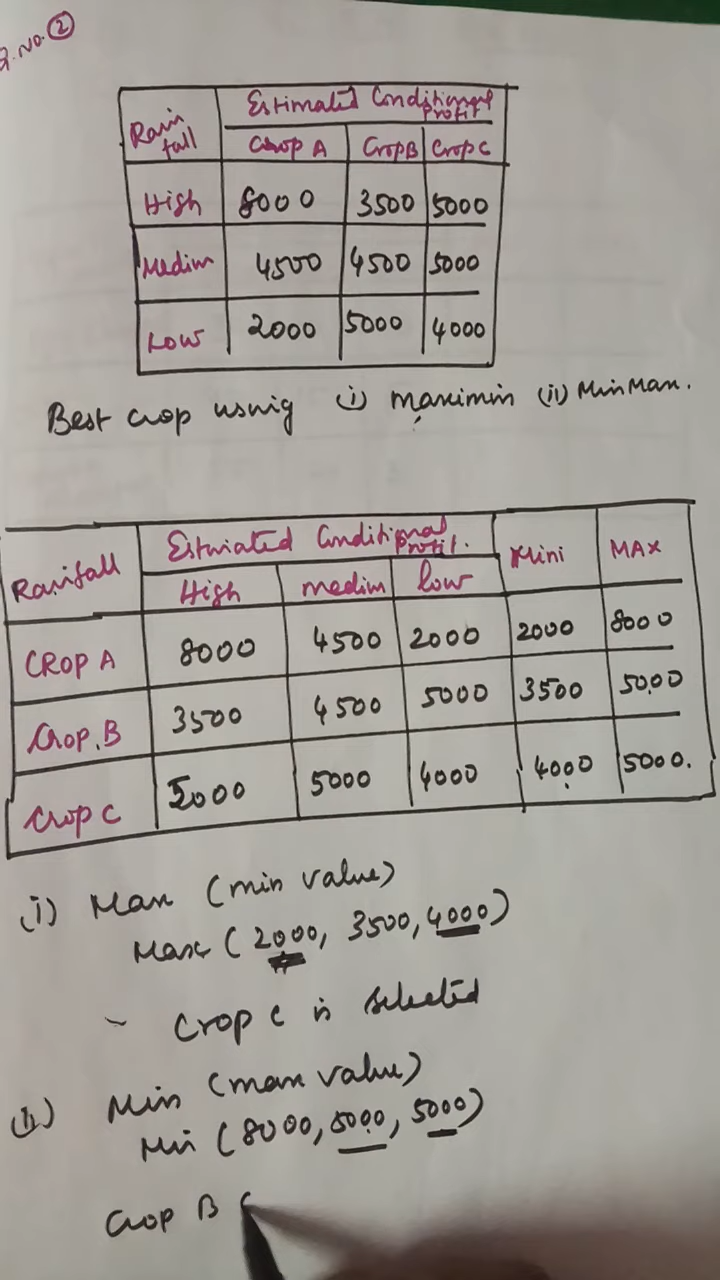 Q.No. ②
Rain fall Estimated Conditional Profit
Crop A Crop B Crop C
High 8000 3500 5000
Medim 4500 4500 5000
Low 2000 5000 4000
Best crop using (i) Maximin (ii) MinMax.
Rainfall Estimated Conditional Profit. Mini MAX
High medim low
CROP A 8000 4500 2000 2000 8000
Crop.B 3500 4500 5000 3500 5000
Crop C 5000 5000 4000 4000 5000.
(i) Max (min value)
Max (2000, 3500, 4000)
- Crop C is selected
(ii) Min (max value)
Min (8000, 5000, 5000)
Crop B